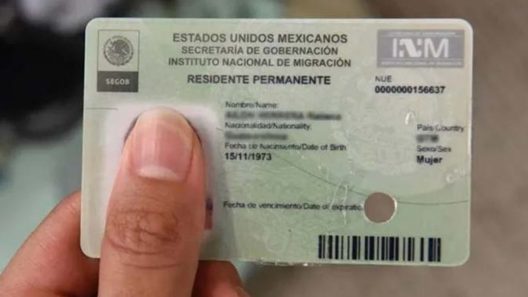 ESTADOS UNIDOS MEXICANOS
SECRETARÍA DE GOBERNACIÓN
INSTITUTO NACIONAL DE MIGRACIÓN
SEGOB
INM
RESIDENTE PERMANENTE
NUE
0000000156637
Nombre/Name:
Nacionalidad/Nationality:
País/Country
GTM
Fecha de Nacimiento/Date of Birth
Sexo/Sex
15/11/1973
Mujer
Fecha de vencimiento/Date of expiratio